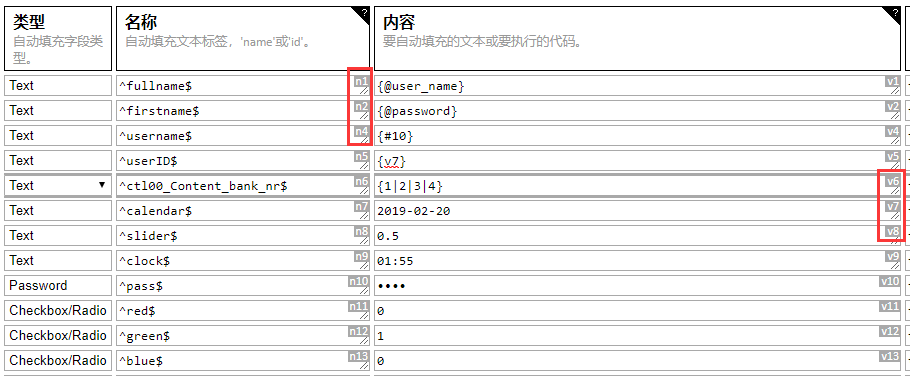 类型 名称 ? 内容 ?
自动填充字段类型。 自动填充文本标签，'name'或'id'。 要自动填充的文本或要执行的代码。
Text ^fullname$ n1 {@user_name} v1
Text ^firstname$ n2 {@password} v2
Text ^username$ n4 {#10} v4
Text ^userID$ n5 {v7} v5
Text ^ctl00_Content_bank_nr$ n6 {1|2|3|4} v6
Text ^calendar$ n7 2019-02-20 v7
Text ^slider$ n8 0.5 v8
Text ^clock$ n9 01:55 v9
Password ^pass$ n10 •••• v10
Checkbox/Radio ^red$ n11 0 v11
Checkbox/Radio ^green$ n12 1 v12
Checkbox/Radio ^blue$ n13 0 v13